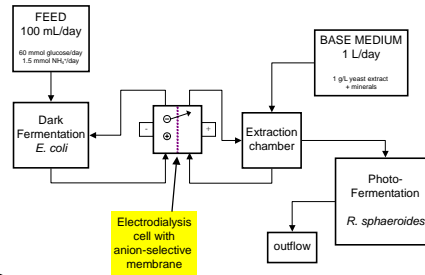 FEED
100 mL/day
60 mmol glucose/day
1.5 mmol NH₄⁺/day
BASE MEDIUM
1 L/day
1 g/L yeast extract
+ minerals
Dark
Fermentation
E. coli
-
+
Extraction
chamber
Photo-
Fermentation
R. sphaeroides
Electrodialysis
cell with
anion-selective
membrane
outflow